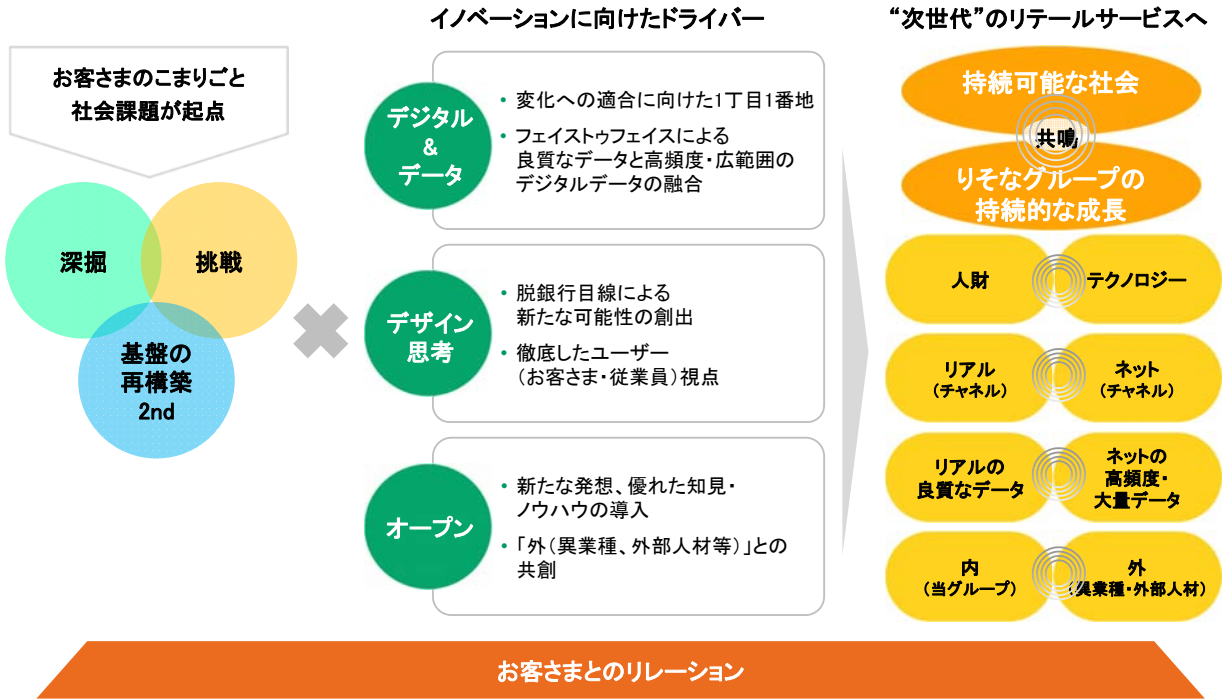 お客さまのこまりごと
社会課題が起点
深掘
挑戦
基盤の
再構築
2nd
イノベーションに向けたドライバー
デジタル
&
データ
・変化への適合に向けた1丁目1番地
・フェイストゥフェイスによる
良質なデータと高頻度・広範囲の
デジタルデータの融合
デザイン
思考
・脱銀行目線による
新たな可能性の創出
・徹底したユーザー
（お客さま・従業員）視点
オープン
・新たな発想、優れた知見・
ノウハウの導入
・「外（異業種、外部人材等）」との
共創
“次世代”のリテールサービスへ
持続可能な社会
共鳴
りそなグループの
持続的な成長
人財
テクノロジー
リアル
（チャネル）
ネット
（チャネル）
リアルの
良質なデータ
ネットの
高頻度・
大量データ
内
（当グループ）
外
（異業種・外部人材）
お客さまとのリレーション